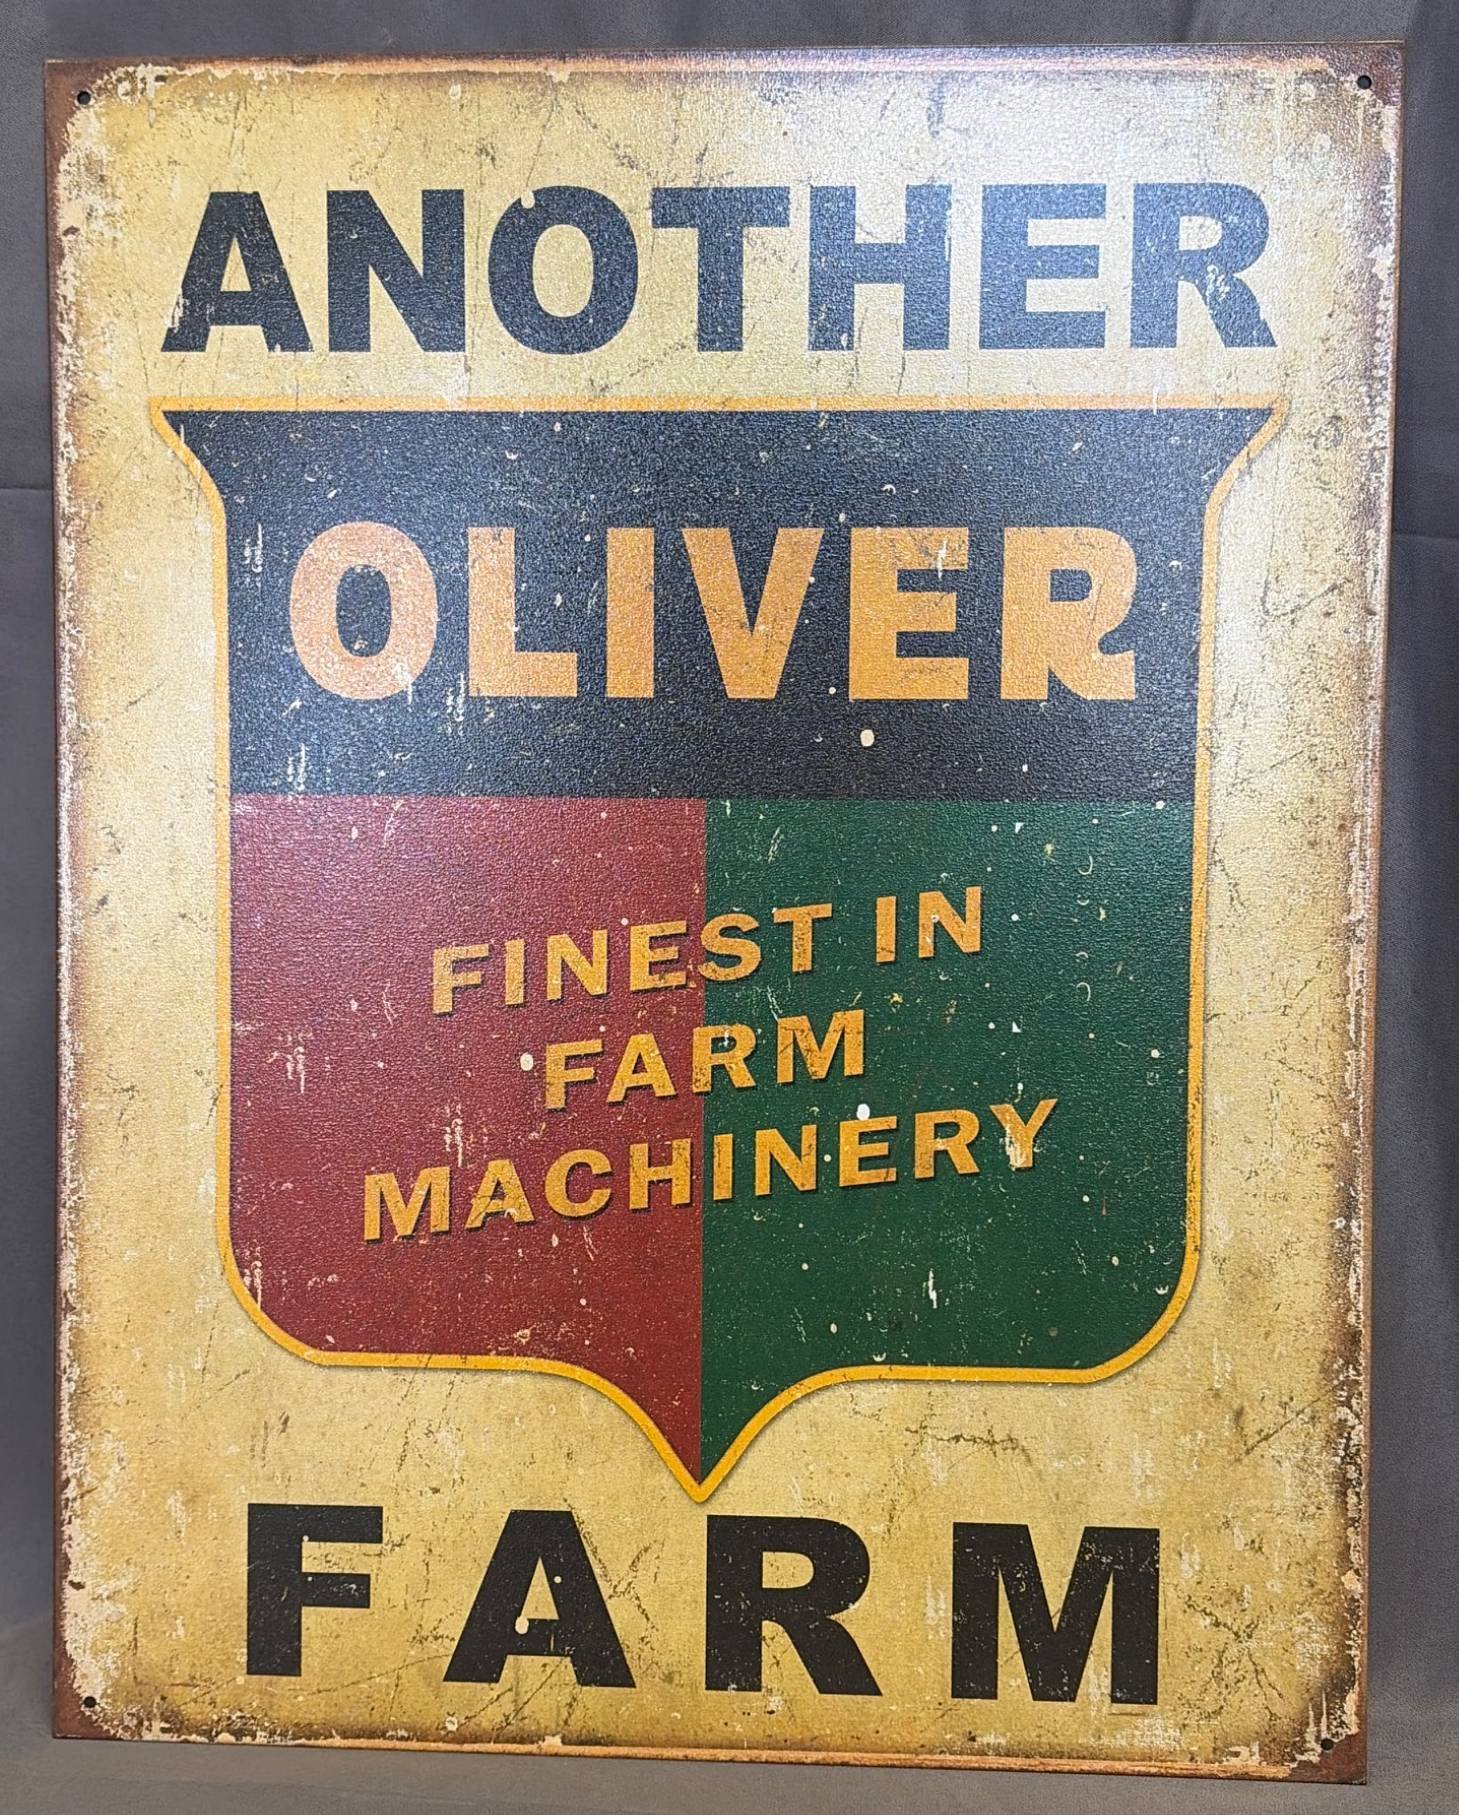 ANOTHER
OLIVER
FINEST IN
FARM
MACHINERY
FARM